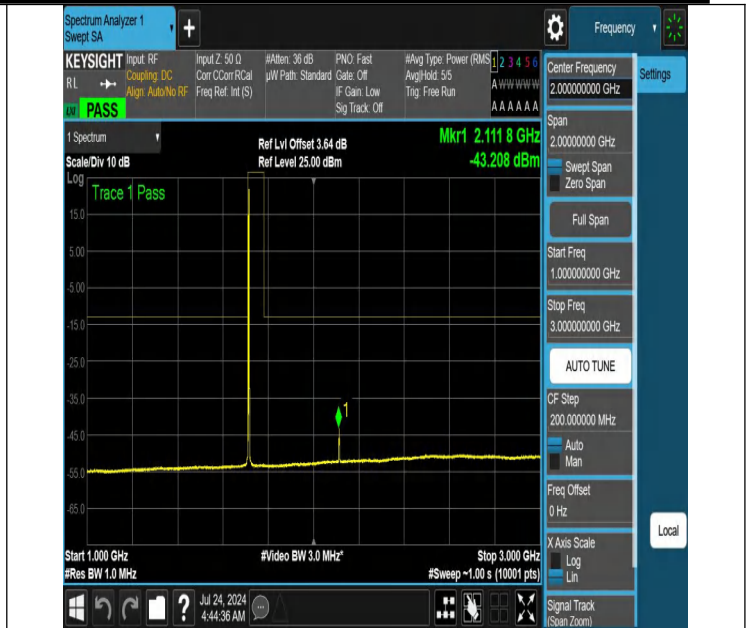 Spectrum Analyzer 1
Swept SA
+
Frequency
KEYSIGHT
RL
PASS
Input: RF
Coupling: DC
Align: Auto/No RF
Input Z: 50 Ω
Corr CCorr RCal
Freq Ref: Int (S)
#Atten: 36 dB
µW Path: Standard
PNO: Fast
Gate: Off
IF Gain: Low
Sig Track: Off
#Avg Type: Power (RMS
Avg|Hold: 5/5
Trig: Free Run
1 2 3 4 5 6
A W W W W W
A A A A A A
1 Spectrum
Scale/Div 10 dB
Log
Ref Lvl Offset 3.64 dB
Ref Level 25.00 dBm
Mkr1 2.111 8 GHz
-43.208 dBm
Trace 1 Pass
15.0
5.00
-5.00
-15.0
-25.0
-35.0
-45.0
-55.0
-65.0
1
Start 1.000 GHz
#Res BW 1.0 MHz
#Video BW 3.0 MHz*
Stop 3.000 GHz
#Sweep ~1.00 s (10001 pts)
?
Jul 24, 2024
4:44:36 AM
Center Frequency
2.000000000 GHz
Span
2.00000000 GHz
Swept Span
Zero Span
Full Span
Start Freq
1.000000000 GHz
Stop Freq
3.000000000 GHz
AUTO TUNE
CF Step
200.000000 MHz
Auto
Man
Freq Offset
0 Hz
X Axis Scale
Log
Lin
Signal Track
(Span Zoom)
Settings
Local